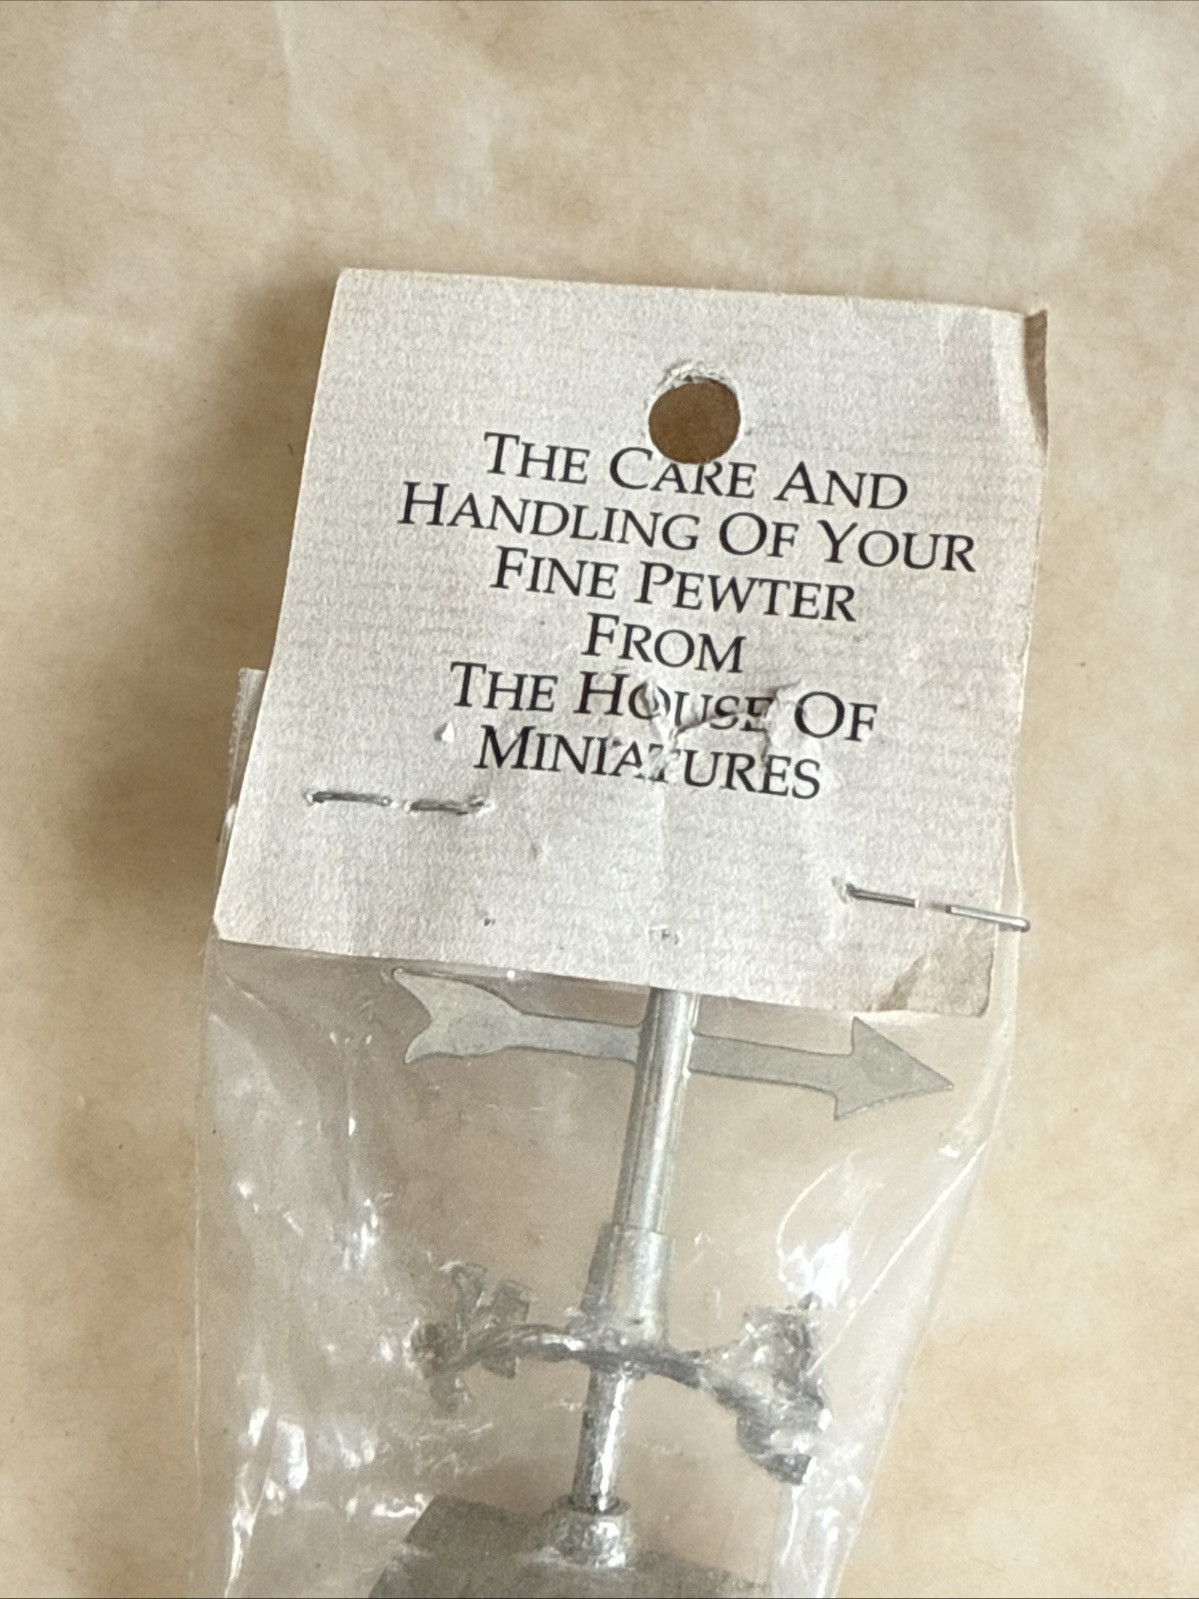 THE CARE AND
HANDLING OF YOUR
FINE PEWTER
FROM
THE HOUSE OF
MINIATURES